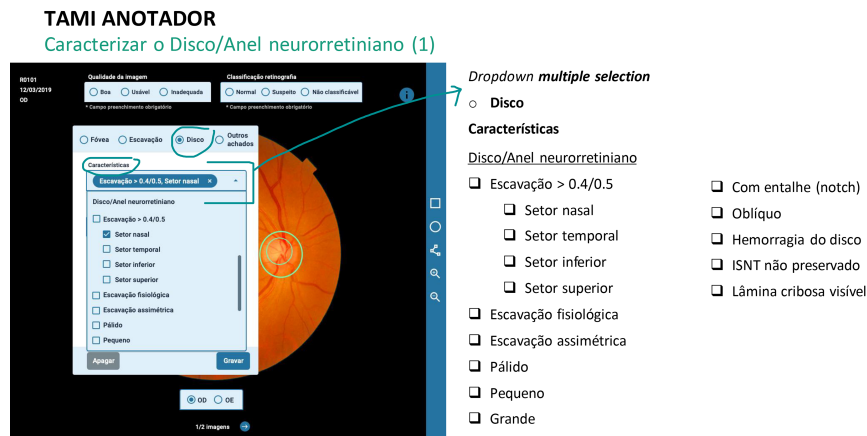 TAMI ANOTADOR
Caracterizar o Disco/Anel neurorretiniano (1)
R0101
12/03/2019
OD
Qualidade da imagem
Boa Usável Inadequada
* Campo preenchimento obrigatório
Classificação retinografia
Normal Suspeito Não classificável
* Campo preenchimento obrigatório
i
Fóvea Escavação Disco Outros achados
Características
Escavação > 0.4/0.5, Setor nasal ×
Disco/Anel neurorretiniano
Escavação > 0.4/0.5
Setor nasal
Setor temporal
Setor inferior
Setor superior
Escavação fisiológica
Escavação assimétrica
Pálido
Pequeno
Apagar Gravar
OD OE
1/2 imagens
Dropdown multiple selection
Disco
Características
Disco/Anel neurorretiniano
Escavação > 0.4/0.5
Setor nasal
Setor temporal
Setor inferior
Setor superior
Escavação fisiológica
Escavação assimétrica
Pálido
Pequeno
Grande
Com entalhe (notch)
Oblíquo
Hemorragia do disco
ISNT não preservado
Lâmina cribosa visível